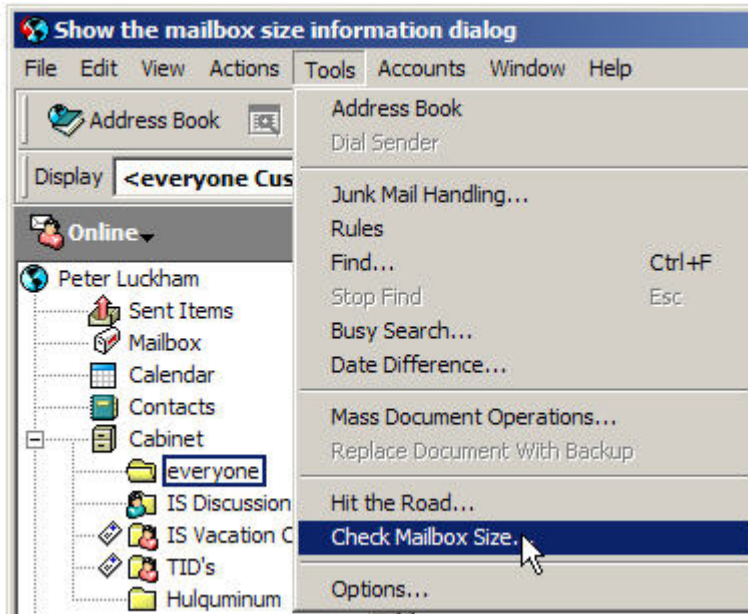 Show the mailbox size information dialog
File Edit View Actions Tools Accounts Window Help
Address Book
Display <everyone Cus
Online
Peter Luckham
Sent Items
Mailbox
Calendar
Contacts
Cabinet
everyone
IS Discussion
IS Vacation C
TID's
Hulquminum
Address Book
Dial Sender
Junk Mail Handling...
Rules
Find... Ctrl+F
Stop Find Esc
Busy Search...
Date Difference...
Mass Document Operations...
Replace Document With Backup
Hit the Road...
Check Mailbox Size...
Options...